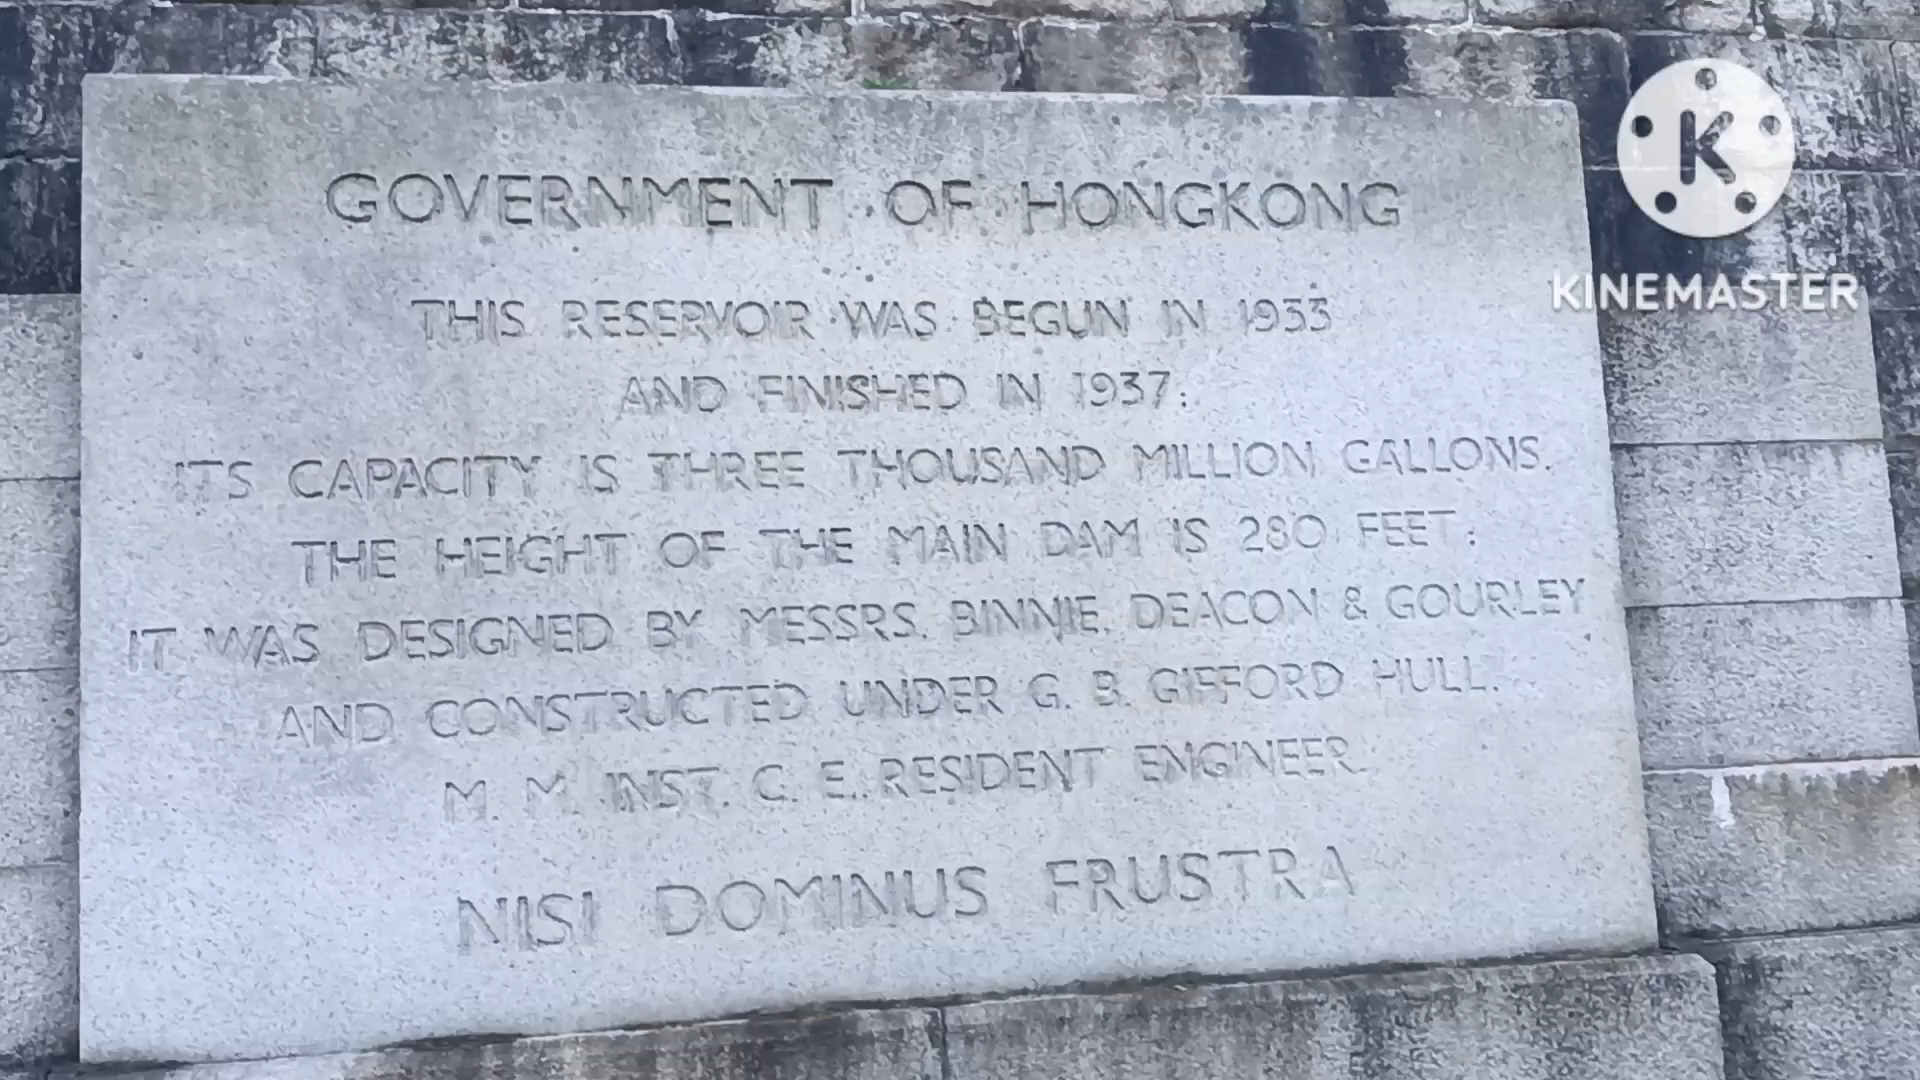 GOVERNMENT OF HONGKONG
THIS RESERVOIR WAS BEGUN IN 1933
AND FINISHED IN 1937:
ITS CAPACITY IS THREE THOUSAND MILLION GALLONS.
THE HEIGHT OF THE MAIN DAM IS 280 FEET:
IT WAS DESIGNED BY MESSRS. BINNIE, DEACON & GOURLEY
AND CONSTRUCTED UNDER G. B. GIFFORD HULL.
M. M. INST. C. E. RESIDENT ENGINEER.
NISI DOMINUS FRUSTRA
K
KINEMASTER